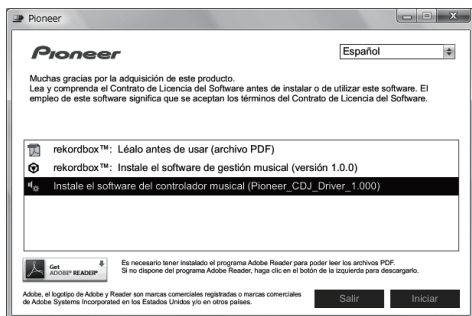 Pioneer
Pioneer
Español
Muchas gracias por la adquisición de este producto.
Lea y comprenda el Contrato de Licencia del Software antes de instalar o de utilizar este software. El
empleo de este software significa que se aceptan los términos del Contrato de Licencia del Software.
rekordbox™: Léalo antes de usar (archivo PDF)
rekordbox™: Instale el software de gestión musical (versión 1.0.0)
Instale el software del controlador musical (Pioneer_CDJ_Driver_1.000)
Get
ADOBE® READER®
Es necesario tener instalado el programa Adobe Reader para poder leer los archivos PDF.
Si no dispone del programa Adobe Reader, haga clic en el botón de la izquierda para descargarlo.
Adobe, el logotipo de Adobe y Reader son marcas comerciales registradas o marcas comerciales
de Adobe Systems Incorporated en los Estados Unidos y/o en otros países.
Salir
Iniciar